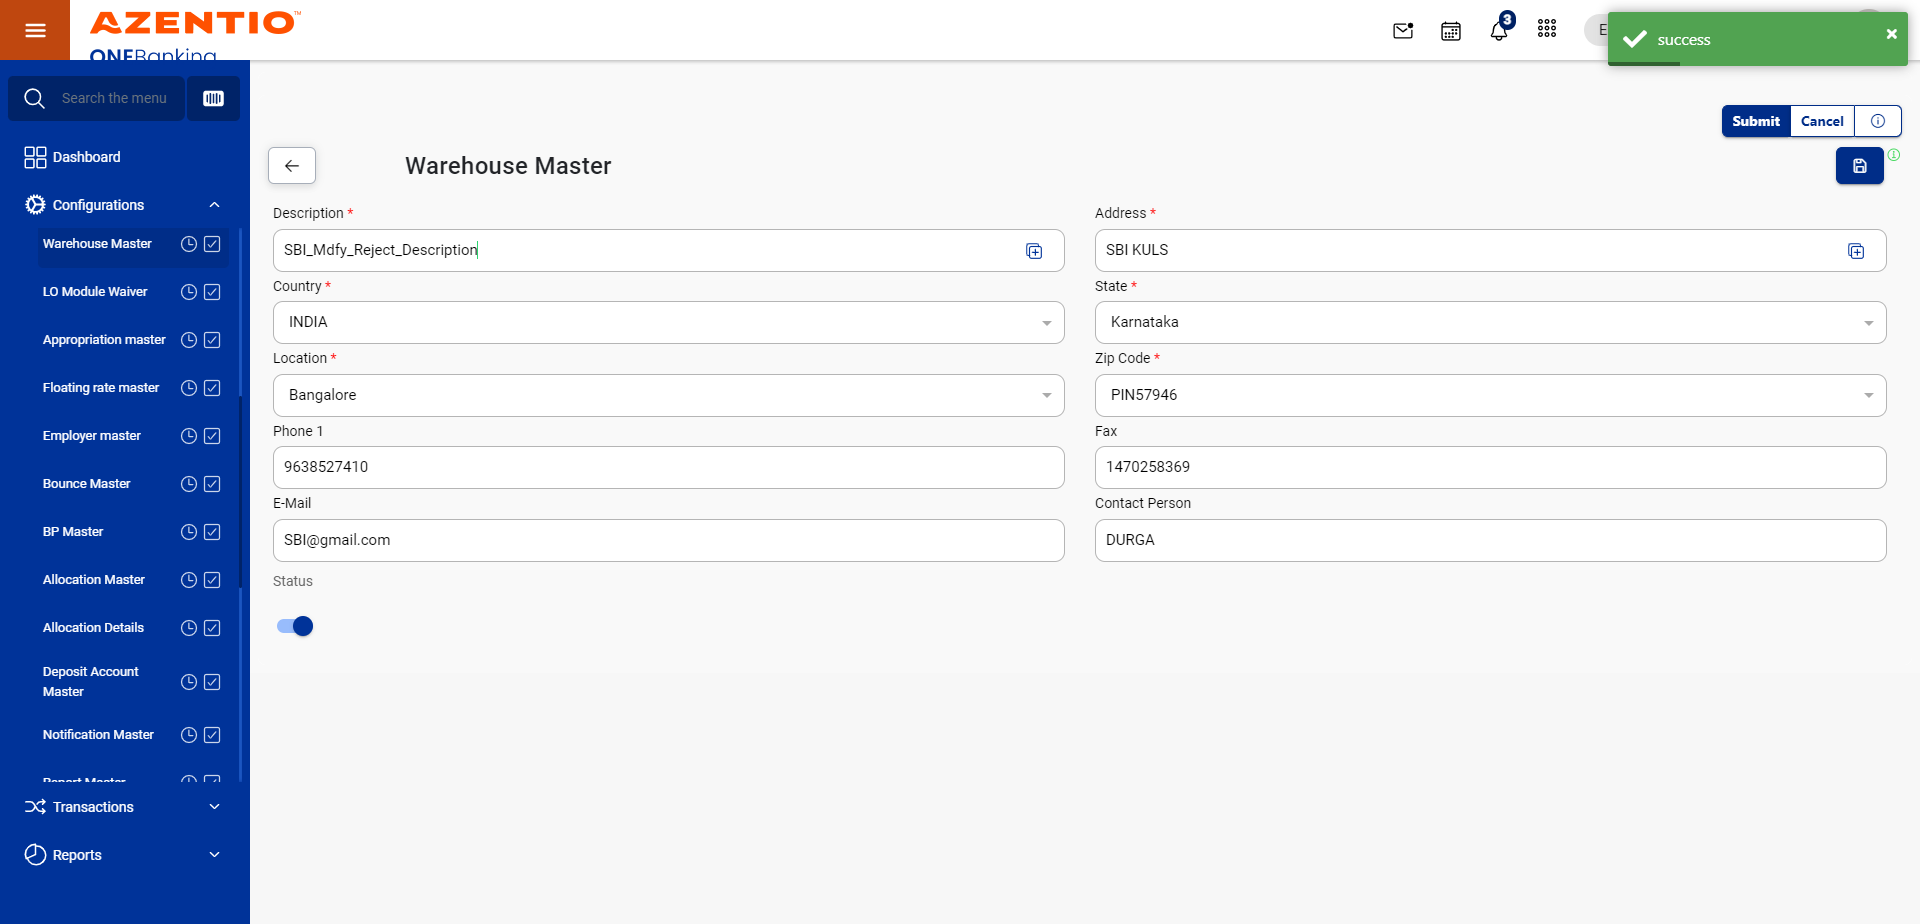 AZENTIO™
ONEBanking
3
E
success
Search the menu
Dashboard
Configurations
Warehouse Master
LO Module Waiver
Appropriation master
Floating rate master
Employer master
Bounce Master
BP Master
Allocation Master
Allocation Details
Deposit Account
Master
Notification Master
Report Master
Transactions
Reports
Submit
Cancel
Warehouse Master
Description *
SBI_Mdfy_Reject_Description
Address *
SBI KULS
Country *
INDIA
State *
Karnataka
Location *
Bangalore
Zip Code *
PIN57946
Phone 1
9638527410
Fax
1470258369
E-Mail
SBI@gmail.com
Contact Person
DURGA
Status